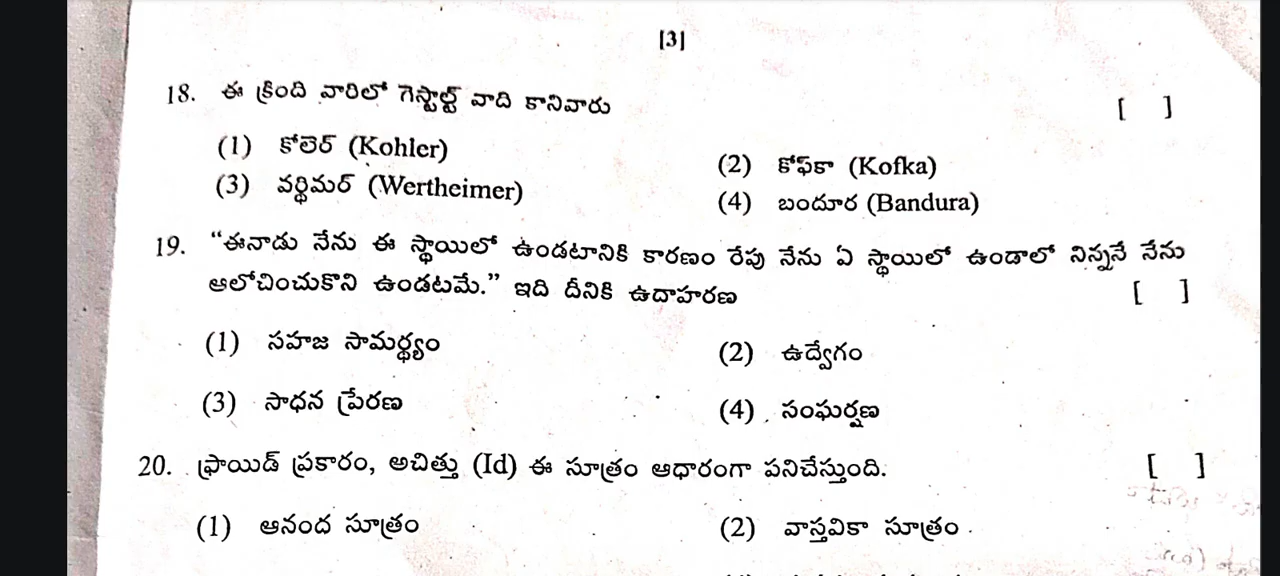 [3]
18. ఈ క్రింది వారిలో గెస్టాల్ట్ వాది కానివారు [ ]
(1) కోలెర్ (Kohler) (2) కోఫ్‌కా (Kofka)
(3) వర్థిమర్ (Wertheimer) (4) బందూర (Bandura)
19. “ఈనాడు నేను ఈ స్థాయిలో ఉండటానికి కారణం రేపు నేను ఏ స్థాయిలో ఉండాలో నిన్ననే నేను
ఆలోచించుకొని ఉండటమే.” ఇది దీనికి ఉదాహరణ [ ]
(1) సహజ సామర్థ్యం (2) ఉద్వేగం
(3) సాధన ప్రేరణ (4) సంఘర్షణ
20. ఫ్రాయిడ్ ప్రకారం, అచిత్తు (Id) ఈ సూత్రం ఆధారంగా పనిచేస్తుంది. [ ]
(1) ఆనంద సూత్రం (2) వాస్తవికా సూత్రం